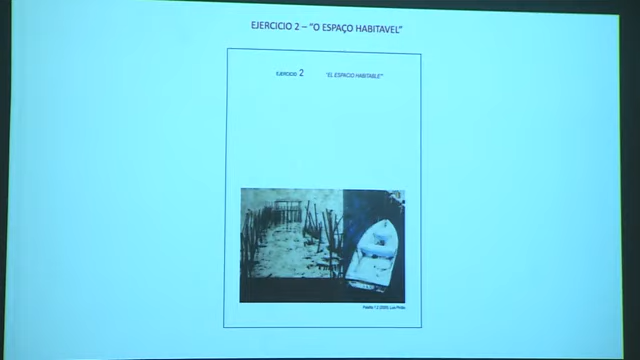 EJERCICIO 2 – "O ESPAÇO HABITAVEL"
EJERCICIO 2 "EL ESPACIO HABITABLE"